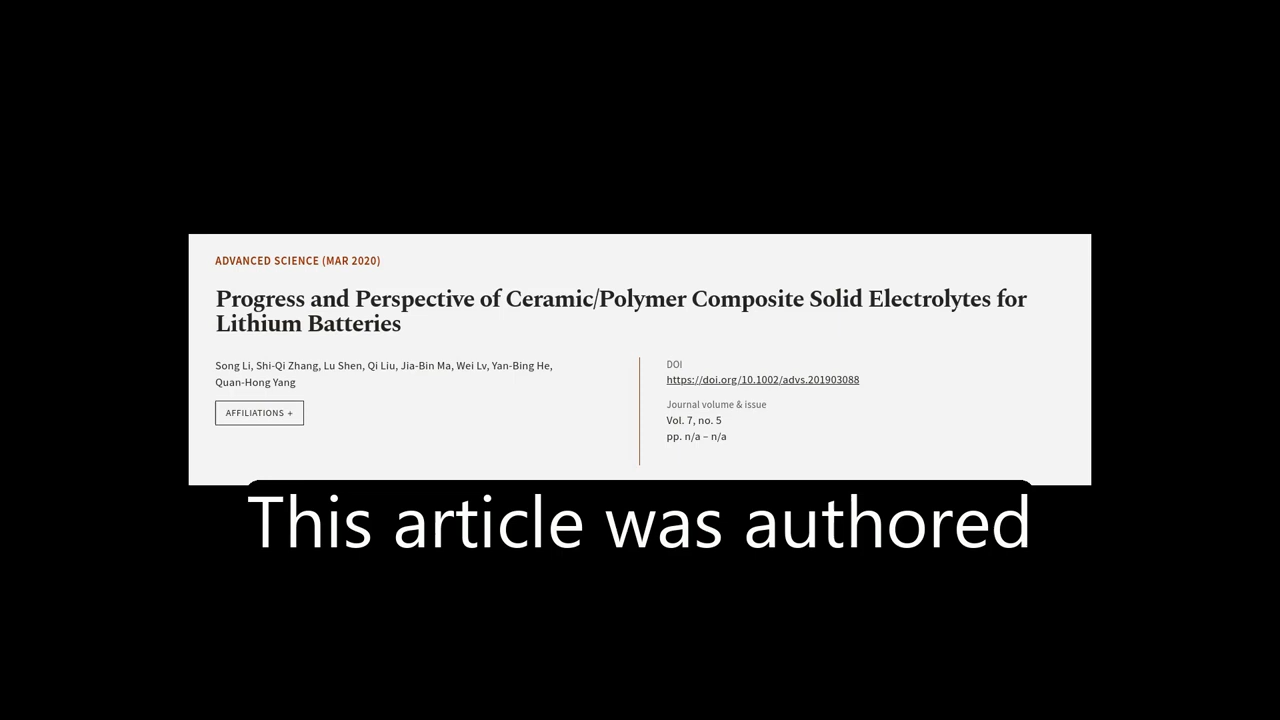 ADVANCED SCIENCE (MAR 2020)
Progress and Perspective of Ceramic/Polymer Composite Solid Electrolytes for
Lithium Batteries
Song Li, Shi-Qi Zhang, Lu Shen, Qi Liu, Jia-Bin Ma, Wei Lv, Yan-Bing He,
Quan-Hong Yang
AFFILIATIONS +
DOI
https://doi.org/10.1002/advs.201903088
Journal volume & issue
Vol. 7, no. 5
pp. n/a – n/a
This article was authored